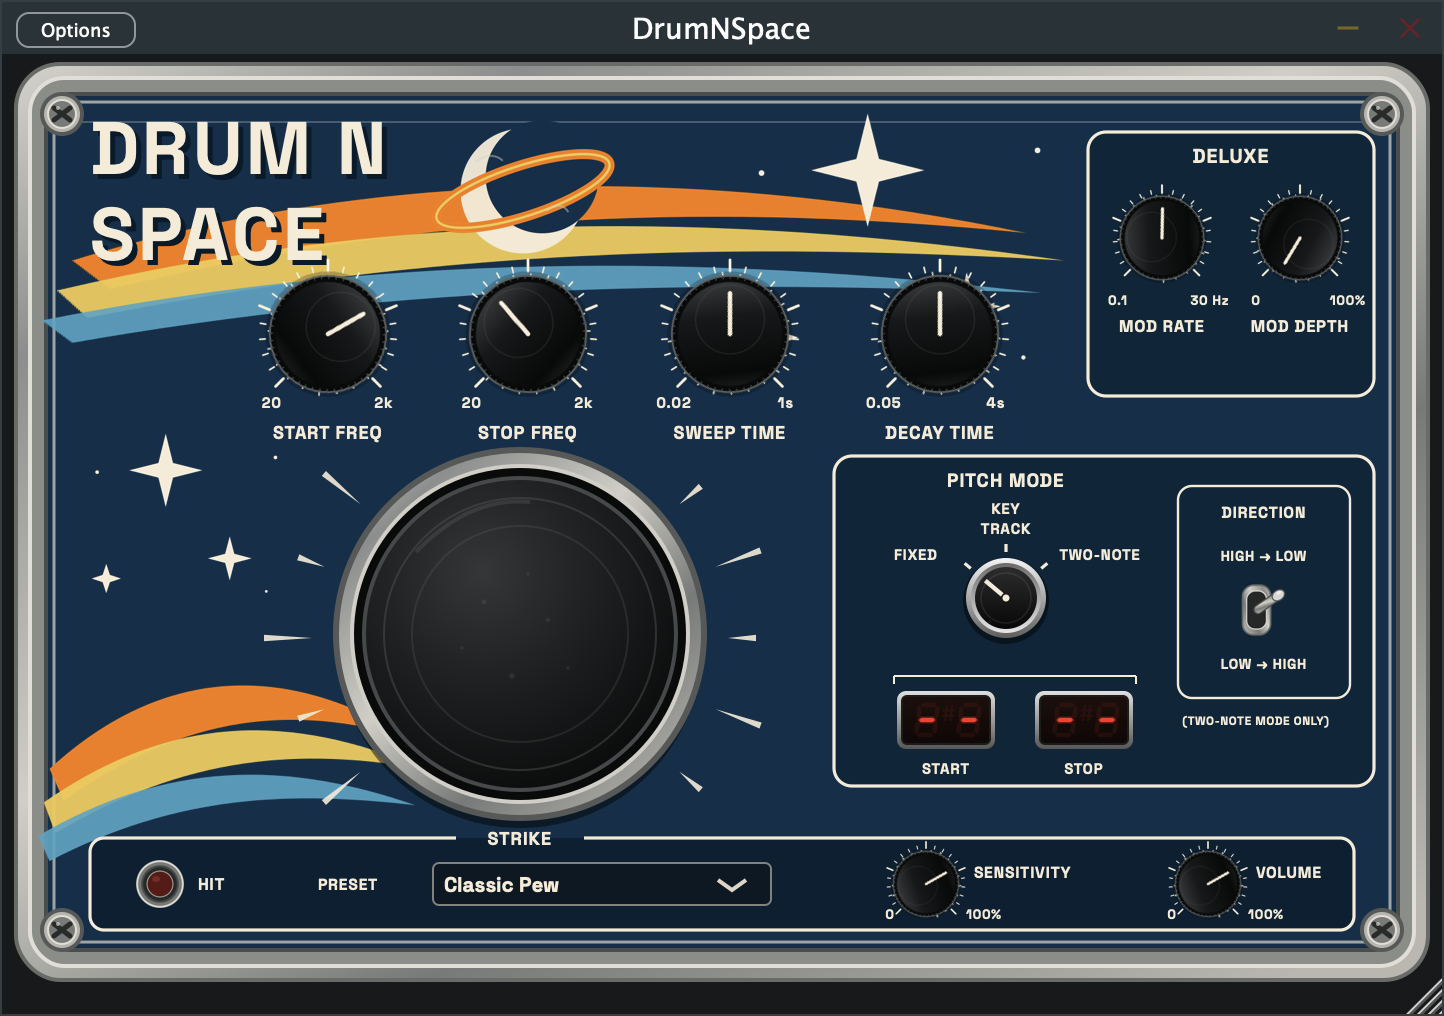 Options
DrumNSpace
DRUM N
SPACE
DELUXE
0.1
30 Hz
0
100%
MOD RATE
MOD DEPTH
20
2k
20
2k
0.02
1s
0.05
4s
START FREQ
STOP FREQ
SWEEP TIME
DECAY TIME
PITCH MODE
KEY
TRACK
FIXED
TWO-NOTE
DIRECTION
HIGH → LOW
LOW → HIGH
(TWO-NOTE MODE ONLY)
- -
- -
START
STOP
STRIKE
HIT
PRESET
Classic Pew
SENSITIVITY
0
100%
VOLUME
0
100%